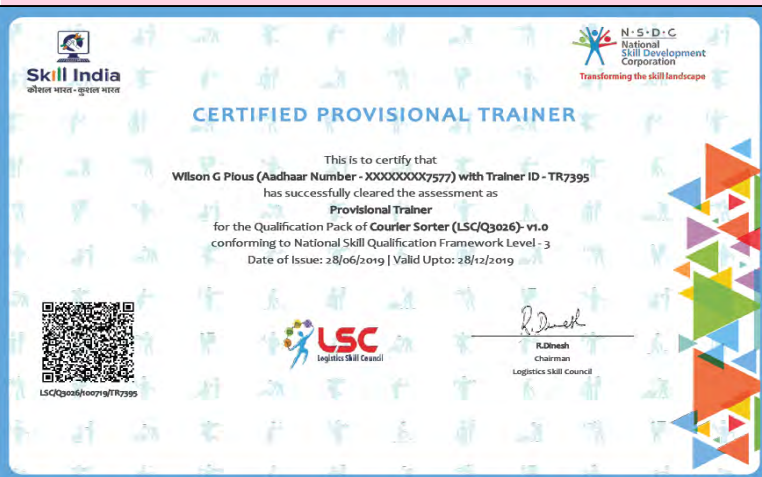 Skill India
कौशल भारत - कुशल भारत
N·S·D·C
National
Skill Development
Corporation
Transforming the skill landscape
CERTIFIED PROVISIONAL TRAINER
This is to certify that
Wilson G Pious (Aadhaar Number - XXXXXXXX7577) with Trainer ID - TR7395
has successfully cleared the assessment as
Provisional Trainer
for the Qualification Pack of Courier Sorter (LSC/Q3026)- v1.0
conforming to National Skill Qualification Framework Level - 3
Date of Issue: 28/06/2019 | Valid Upto: 28/12/2019
LSC/Q3026/100719/TR7395
LSC
Logistics Skill Council
R.Dinesh
R.Dinesh
Chairman
Logistics Skill Council